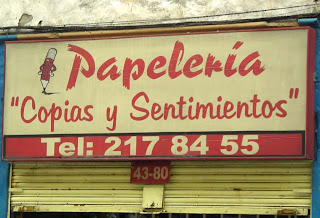 Papelería
"Copias y Sentimientos"
Tel: 217 84 55
43-80